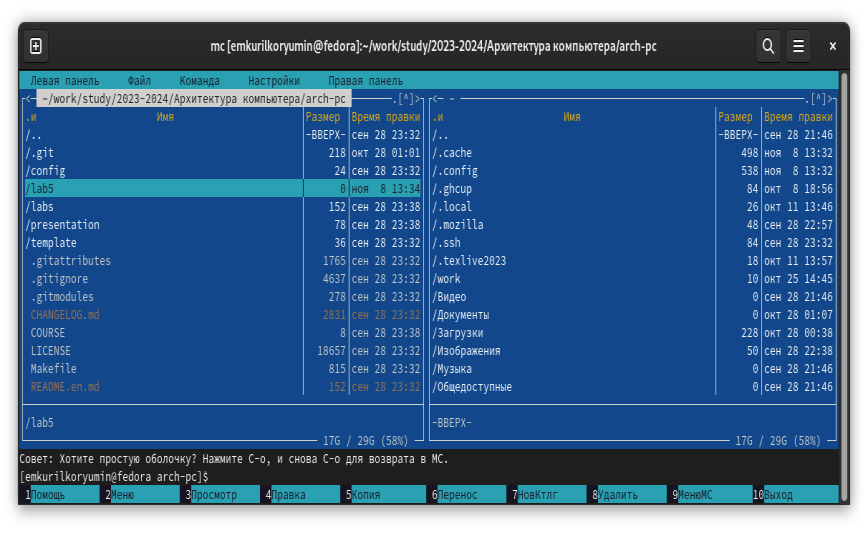 mc [emkurilkoryumin@fedora]:~/work/study/2023-2024/Архитектура компьютера/arch-pc
Левая панель Файл Команда Настройки Правая панель
<─ ~/work/study/2023-2024/Архитектура компьютера/arch-pc .[^]> <─ ~ .[^]>
.и Имя Размер Время правки .и Имя Размер Время правки
/.. -ВВЕРХ- сен 28 23:32 /.. -ВВЕРХ- сен 28 21:46
/.git 218 окт 28 01:01 /.cache 498 ноя 8 13:32
/config 24 сен 28 23:32 /.config 538 ноя 8 13:32
/lab5 0 ноя 8 13:34 /.ghcup 84 окт 8 18:56
/labs 152 сен 28 23:38 /.local 26 окт 11 13:46
/presentation 78 сен 28 23:38 /.mozilla 48 сен 28 22:57
/template 36 сен 28 23:32 /.ssh 84 сен 28 23:32
.gitattributes 1765 сен 28 23:32 /.texlive2023 18 окт 11 13:57
.gitignore 4637 сен 28 23:32 /work 10 окт 25 14:45
.gitmodules 278 сен 28 23:32 /Видео 0 сен 28 21:46
CHANGELOG.md 2831 сен 28 23:32 /Документы 0 окт 28 01:07
COURSE 8 сен 28 23:38 /Загрузки 228 окт 28 00:38
LICENSE 18657 сен 28 23:32 /Изображения 50 сен 28 22:38
Makefile 815 сен 28 23:32 /Музыка 0 сен 28 21:46
README.en.md 152 сен 28 23:32 /Общедоступные 0 сен 28 21:46
/lab5 -ВВЕРХ-
17G / 29G (58%) 17G / 29G (58%)
Совет: Хотите простую оболочку? Нажмите C-o, и снова C-o для возврата в MC.
[emkurilkoryumin@fedora arch-pc]$
1Помощь 2Меню 3Просмотр 4Правка 5Копия 6Перенос 7НовКтлг 8Удалить 9МенюMC 10Выход